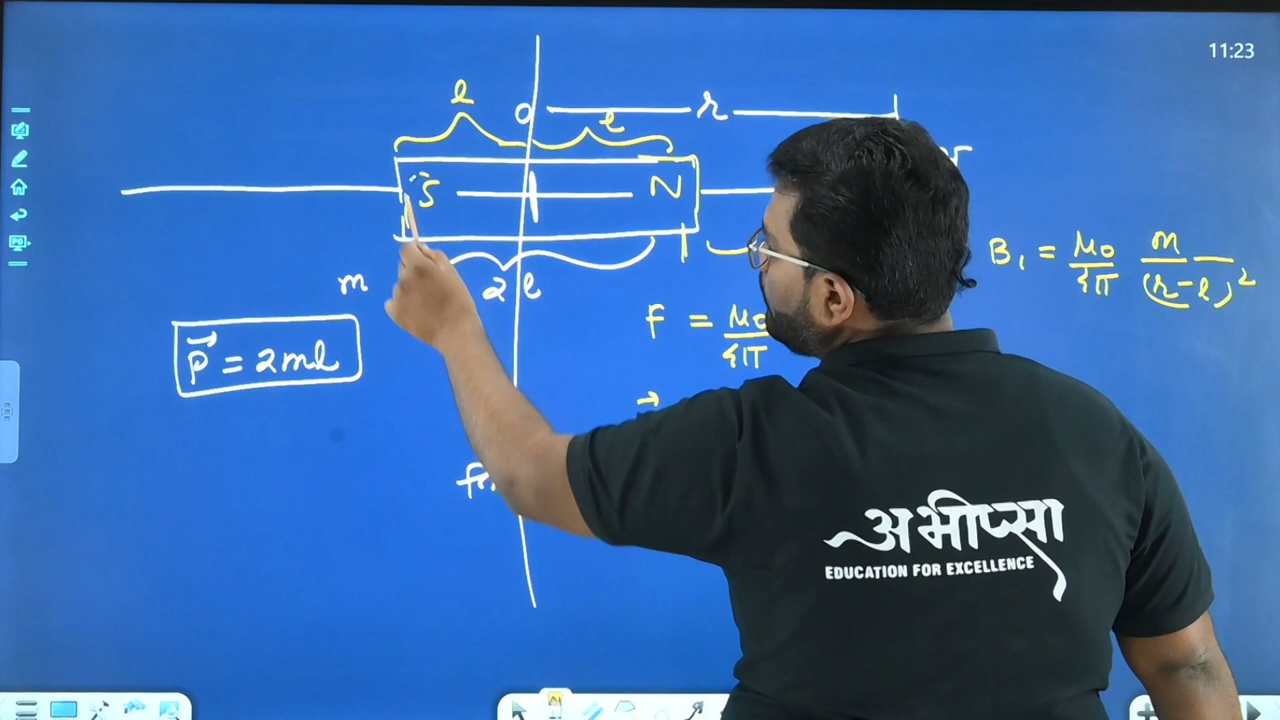 11:23
l
O
r
l
S
N
2l
m
B₁ = μ₀/4π m/(r-l)²
F = μ₀/4π
p⃗ = 2ml
अभीप्सा
EDUCATION FOR EXCELLENCE